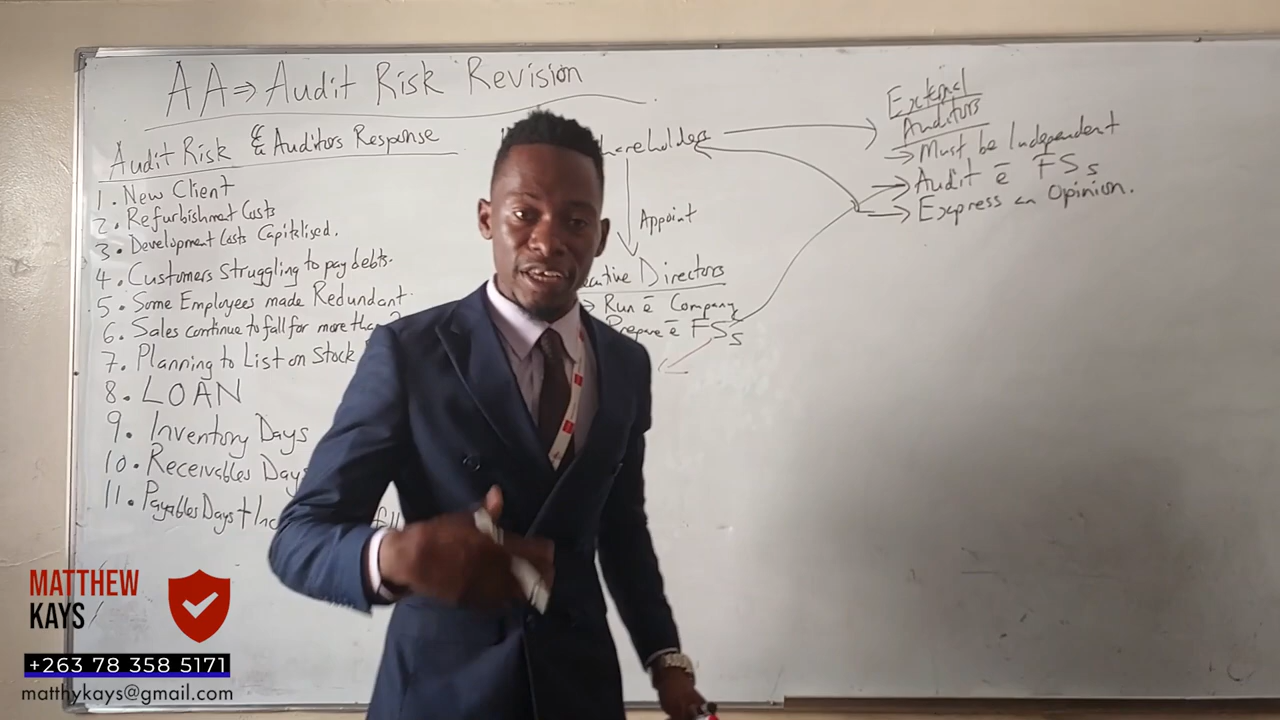 AA⇒Audit Risk Revision
Audit Risk & Auditors Response
1. New Client
2. Refurbishment Costs
3. Development Costs Capitalised.
4. Customers Struggling to pay debts.
5. Some Employees made Redundant.
6. Sales continue to fall for more than
7. Planning to List on Stock
8. LOAN
9. Inventory Days
10. Receivables Days
11. Payables Days +
Appoint
Directors
→ Run ē Company
Prepare ē FSs
External
Auditors
→ Must be Independent
→ Audit ē FSs
→ Express an Opinion.
MATTHEW
KAYS
+263 78 358 5171
matthykays@gmail.com